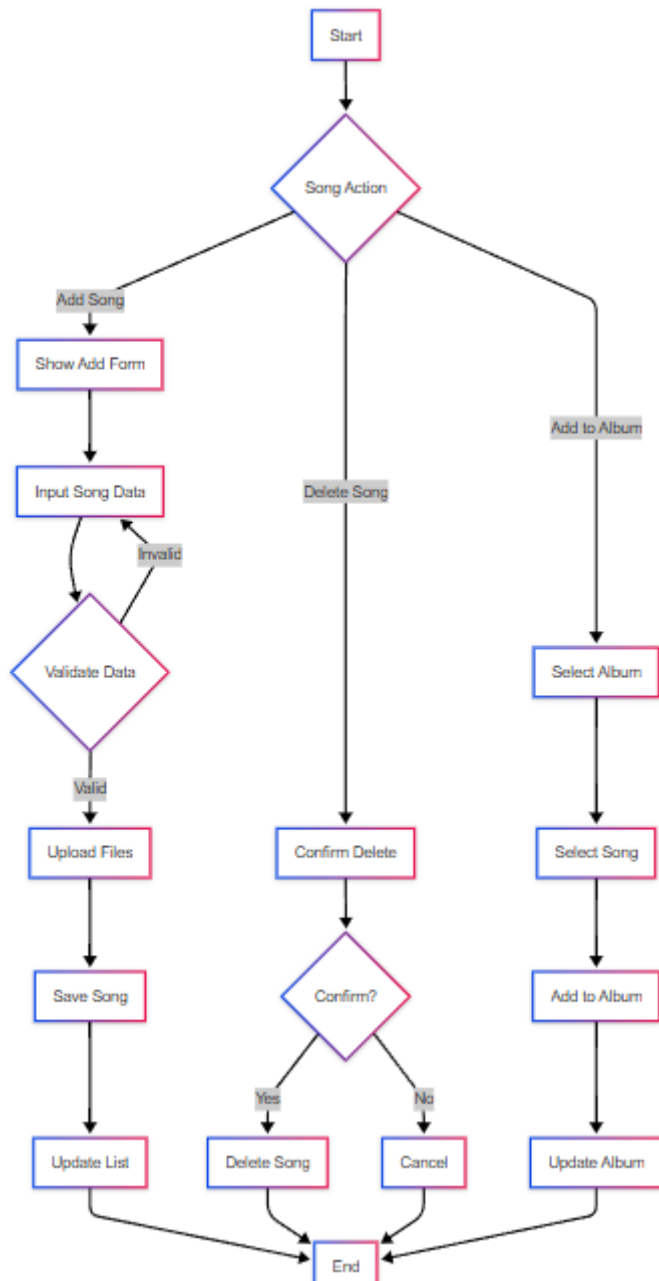 Start
Song Action
Add Song
Show Add Form
Add to Album
Input Song Data
Delete Song
Invalid
Validate Data
Select Album
Valid
Upload Files
Confirm Delete
Select Song
Save Song
Confirm?
Add to Album
Yes
No
Update List
Delete Song
Cancel
Update Album
End